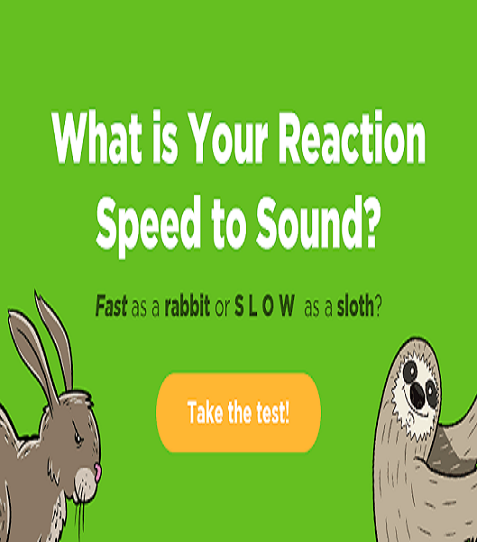 What is Your Reaction
Speed to Sound?
Fast as a rabbit or S L O W as a sloth?
Take the test!